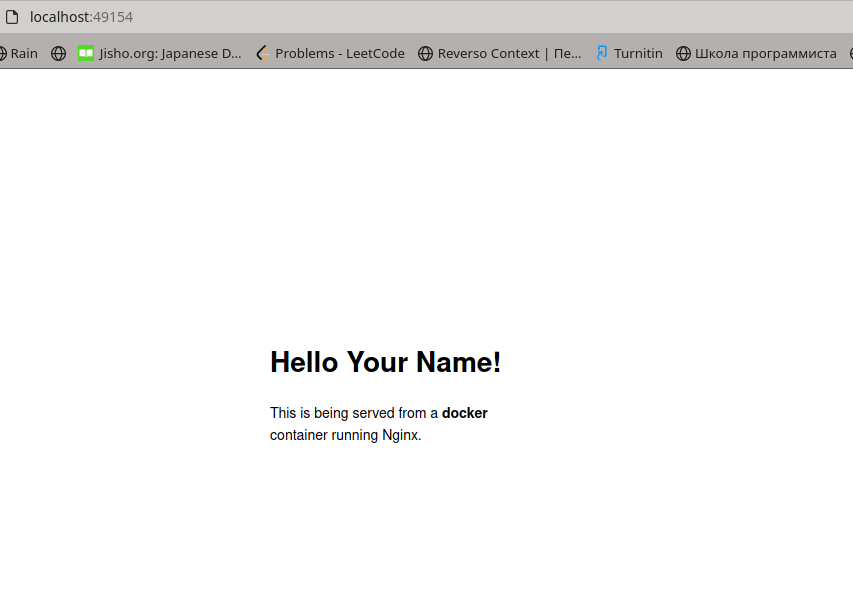 localhost:49154
Rain Jisho.org: Japanese D... Problems - LeetCode Reverso Context | Пе... Turnitin Школа программиста
Hello Your Name!
This is being served from a docker
container running Nginx.